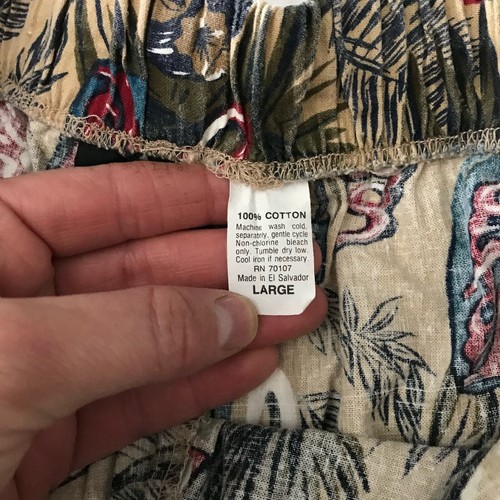 100% COTTON
Machine wash cold,
separately, gentle cycle
Non-chlorine bleach
only. Tumble dry low.
Cool iron if necessary.
RN 70107
Made in El Salvador
LARGE